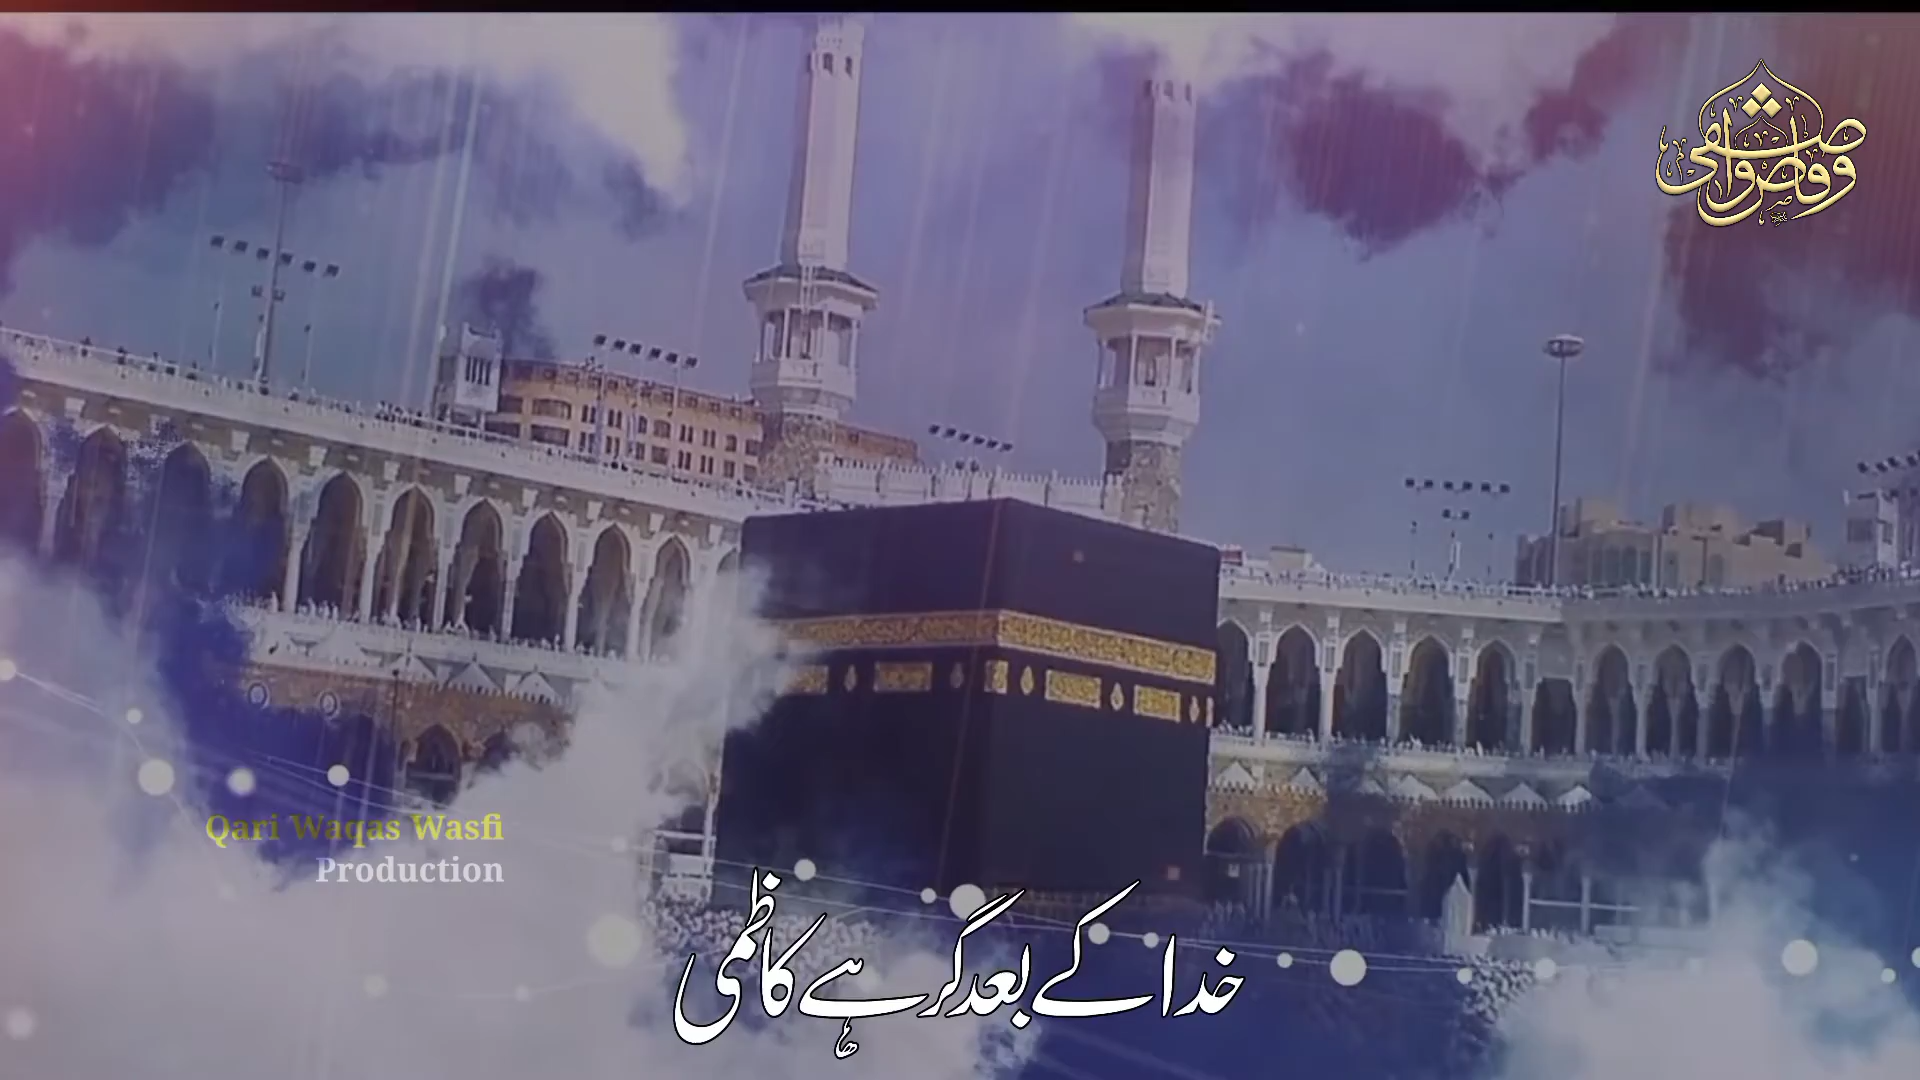 Qari Waqas Wasfi
Production
خدا کے بعد گر ہے کاظمی